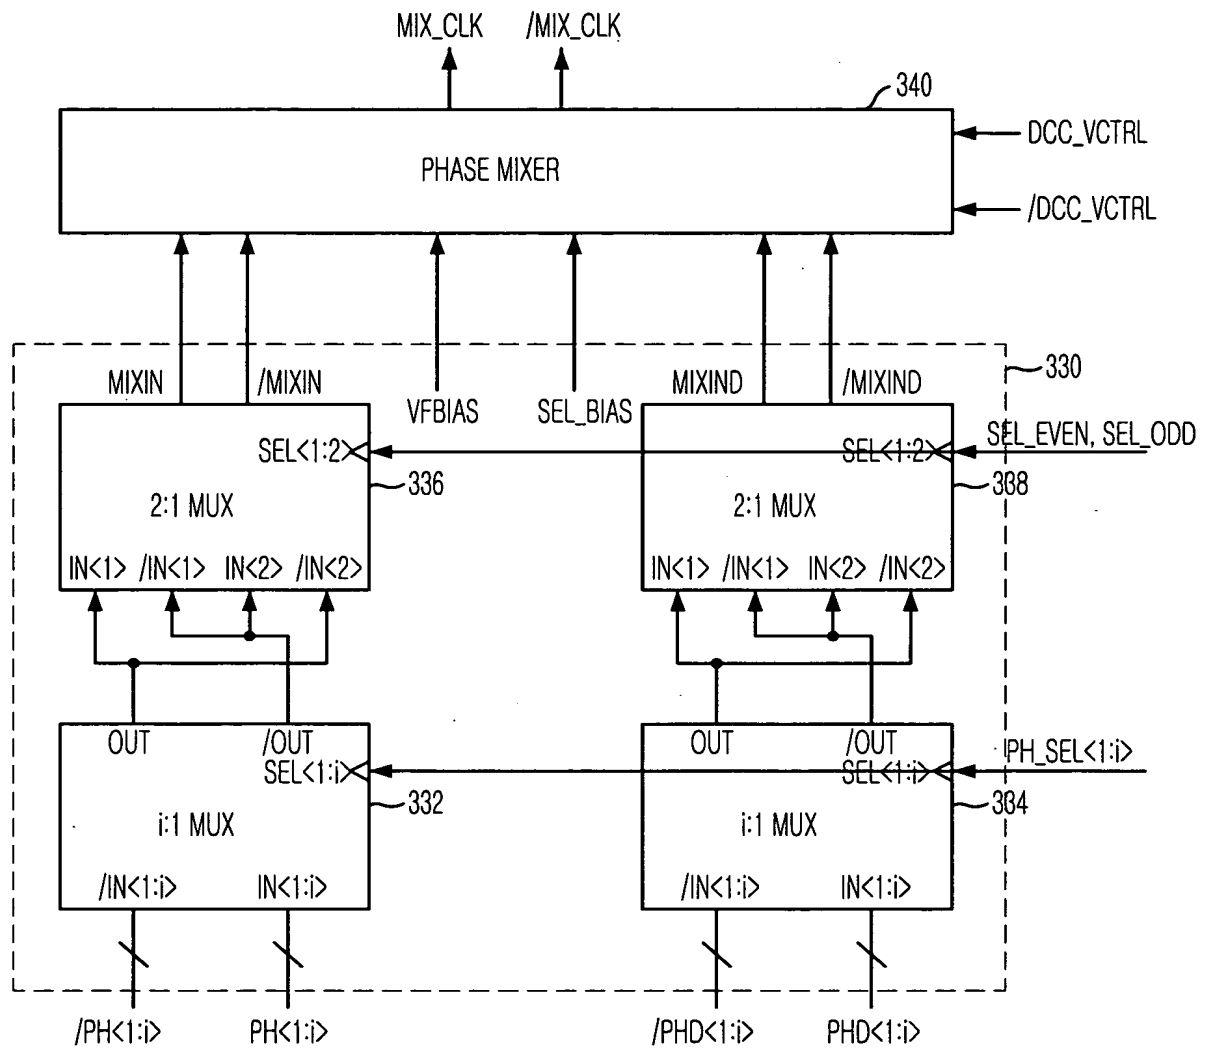 MIX_CLK /MIX_CLK
340
DCC_VCTRL
PHASE MIXER
/DCC_VCTRL
330
MIXIN /MIXIN MIXIND /MIXIND
VFBIAS SEL_BIAS
SEL_EVEN, SEL_ODD
SEL<1:2> SEL<1:2>
336 338
2:1 MUX 2:1 MUX
IN<1> /IN<1> IN<2> /IN<2> IN<1> /IN<1> IN<2> /IN<2>
OUT /OUT OUT /OUT
PH_SEL<1:i>
SEL<1:i> SEL<1:i>
332 334
i:1 MUX i:1 MUX
/IN<1:i> IN<1:i> /IN<1:i> IN<1:i>
/PH<1:i> PH<1:i> /PHD<1:i> PHD<1:i>